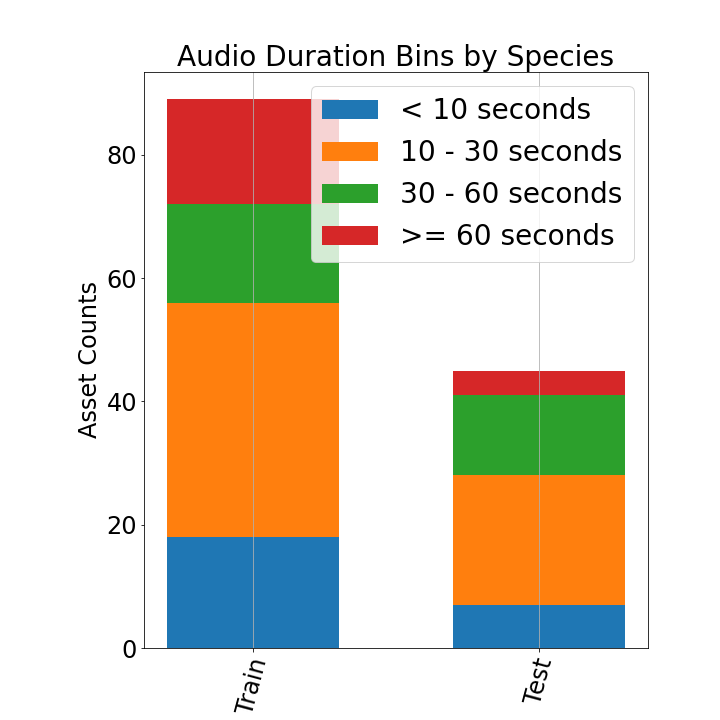 Audio Duration Bins by Species
< 10 seconds
10 - 30 seconds
30 - 60 seconds
>= 60 seconds
Asset Counts
80
60
40
20
0
Train
Test